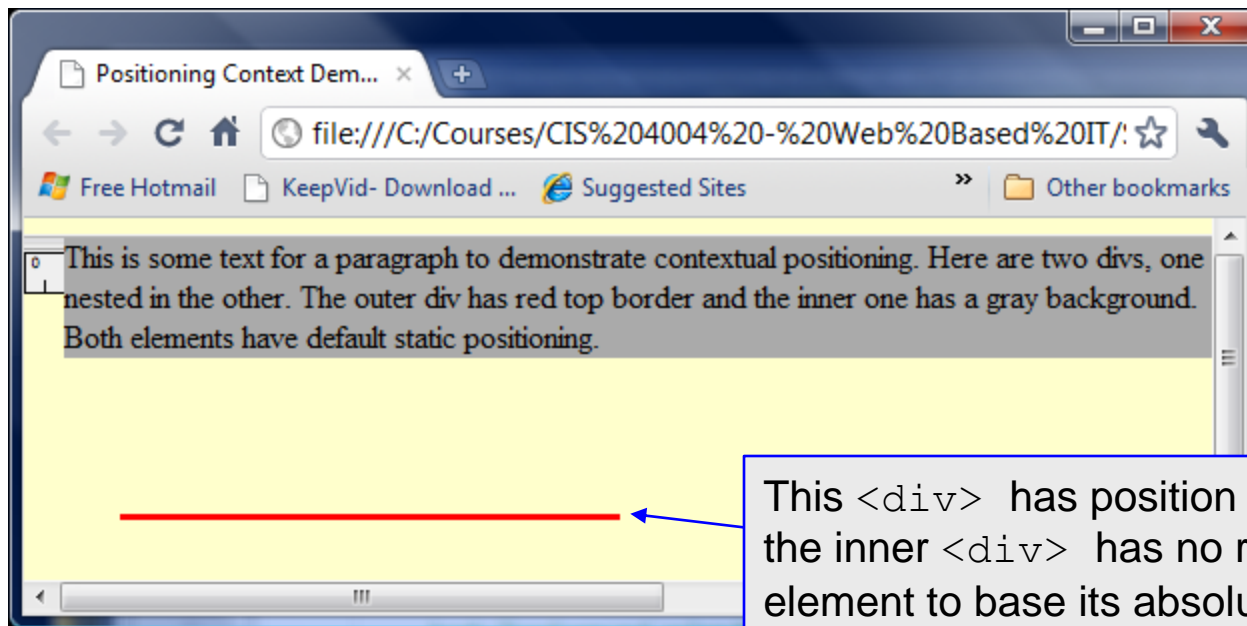 Positioning Context Dem...
file:///C:/Courses/CIS%204004%20-%20Web%20Based%20IT/
Free Hotmail KeepVid- Download ... Suggested Sites » Other bookmarks
0
This is some text for a paragraph to demonstrate contextual positioning. Here are two divs, one
nested in the other. The outer div has red top border and the inner one has a gray background.
Both elements have default static positioning.
This <div> has position
the inner <div> has no
element to base its